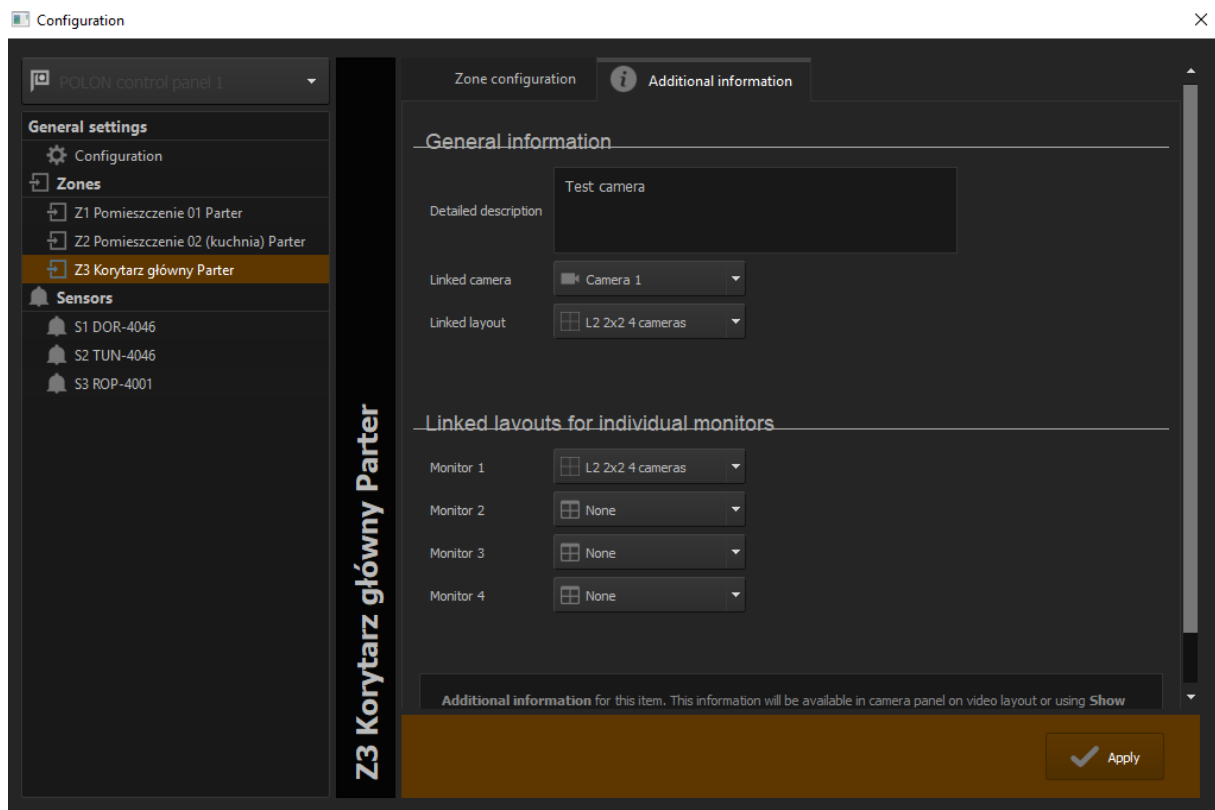 Configuration
POLON control panel 1
General settings
Configuration
Zones
Z1 Pomieszczenie 01 Parter
Z2 Pomieszczenie 02 (kuchnia) Parter
Z3 Korytarz główny Parter
Sensors
S1 DOR-4046
S2 TUN-4046
S3 ROP-4001
Z3 Korytarz główny Parter
Zone configuration
Additional information
General information
Detailed description
Test camera
Linked camera
Camera 1
Linked layout
L2 2x2 4 cameras
Linked layouts for individual monitors
Monitor 1
L2 2x2 4 cameras
Monitor 2
None
Monitor 3
None
Monitor 4
None
Additional information for this item. This information will be available in camera panel on video layout or using Show
Apply